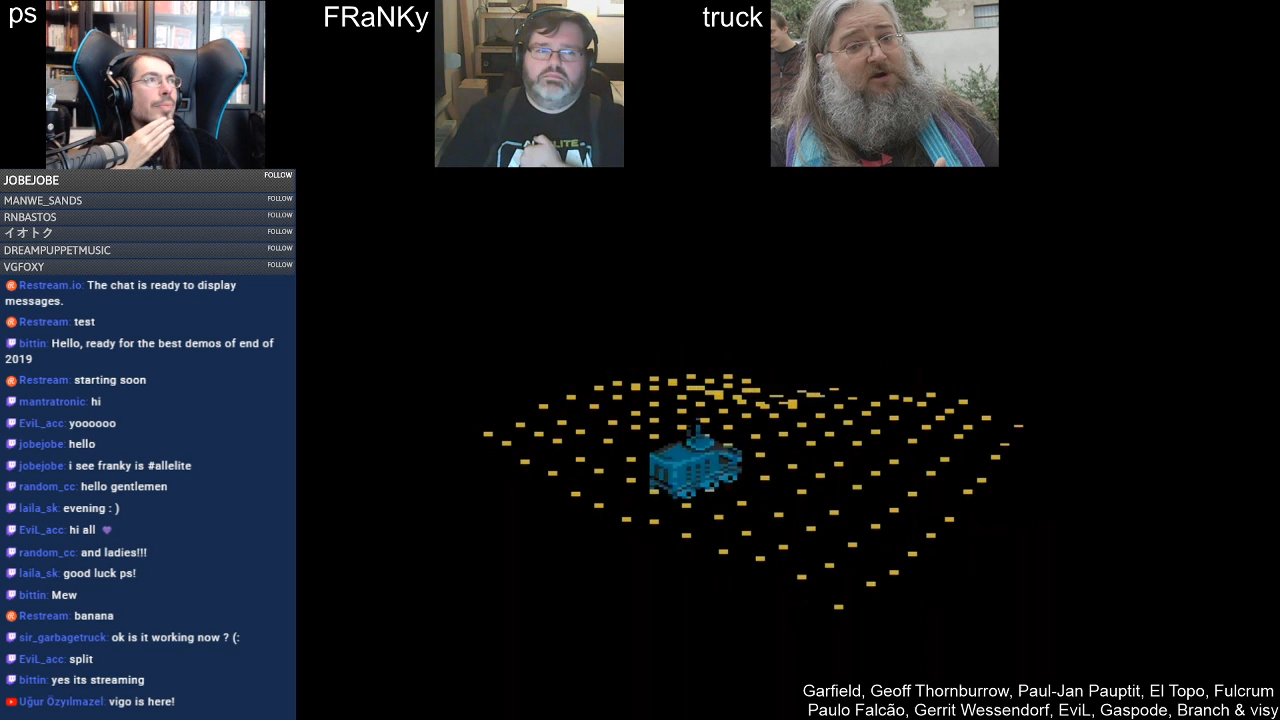 ps
FRaNKy
truck
JOBEJOBE FOLLOW
MANWE_SANDS FOLLOW
RNBASTOS FOLLOW
イオトク FOLLOW
DREAMPUPPETMUSIC FOLLOW
VGFOXY FOLLOW
Restream.io: The chat is ready to display
messages.
Restream: test
bittin: Hello, ready for the best demos of end of
2019
Restream: starting soon
mantratronic: hi
EviL_acc: yoooooo
jobejobe: hello
jobejobe: i see franky is #allelite
random_cc: hello gentlemen
laila_sk: evening : )
EviL_acc: hi all 💜
random_cc: and ladies!!!
laila_sk: good luck ps!
bittin: Mew
Restream: banana
sir_garbagetruck: ok is it working now ? (:
EviL_acc: split
bittin: yes its streaming
Uğur Özyılmazel: vigo is here!
Garfield, Geoff Thornburrow, Paul-Jan Pauptit, El Topo, Fulcrum
Paulo Falcão, Gerrit Wessendorf, EviL, Gaspode, Branch & visy